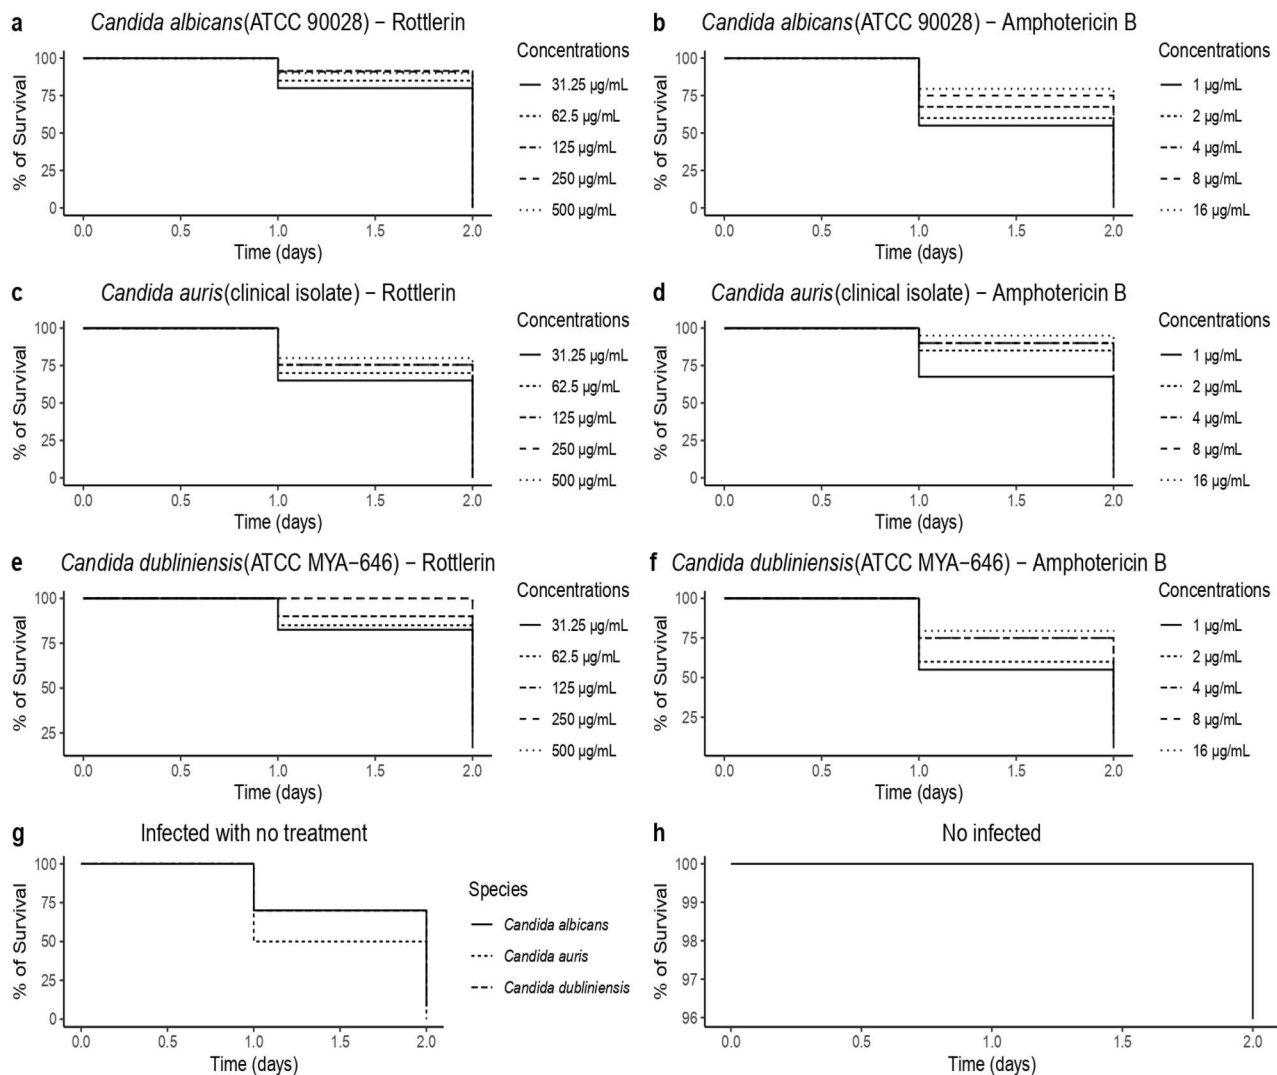 a Candida albicans(ATCC 90028) – Rottlerin
% of Survival
100
75
50
25
0
0.0 0.5 1.0 1.5 2.0
Time (days)
Concentrations
31.25 µg/mL
62.5 µg/mL
125 µg/mL
250 µg/mL
500 µg/mL
b Candida albicans(ATCC 90028) – Amphotericin B
% of Survival
100
75
50
25
0
0.0 0.5 1.0 1.5 2.0
Time (days)
Concentrations
1 µg/mL
2 µg/mL
4 µg/mL
8 µg/mL
16 µg/mL
c Candida auris(clinical isolate) – Rottlerin
% of Survival
100
75
50
25
0
0.0 0.5 1.0 1.5 2.0
Time (days)
Concentrations
31.25 µg/mL
62.5 µg/mL
125 µg/mL
250 µg/mL
500 µg/mL
d Candida auris(clinical isolate) – Amphotericin B
% of Survival
100
75
50
25
0
0.0 0.5 1.0 1.5 2.0
Time (days)
Concentrations
1 µg/mL
2 µg/mL
4 µg/mL
8 µg/mL
16 µg/mL
e Candida dubliniensis(ATCC MYA–646) – Rottlerin
% of Survival
100
75
50
25
0.0 0.5 1.0 1.5 2.0
Time (days)
Concentrations
31.25 µg/mL
62.5 µg/mL
125 µg/mL
250 µg/mL
500 µg/mL
f Candida dubliniensis(ATCC MYA–646) – Amphotericin B
% of Survival
100
75
50
25
0.0 0.5 1.0 1.5 2.0
Time (days)
Concentrations
1 µg/mL
2 µg/mL
4 µg/mL
8 µg/mL
16 µg/mL
g Infected with no treatment
% of Survival
100
75
50
25
0
0.0 0.5 1.0 1.5 2.0
Time (days)
Species
Candida albicans
Candida auris
Candida dubliniensis
h No infected
% of Survival
100
99
98
97
96
0.0 0.5 1.0 1.5 2.0
Time (days)